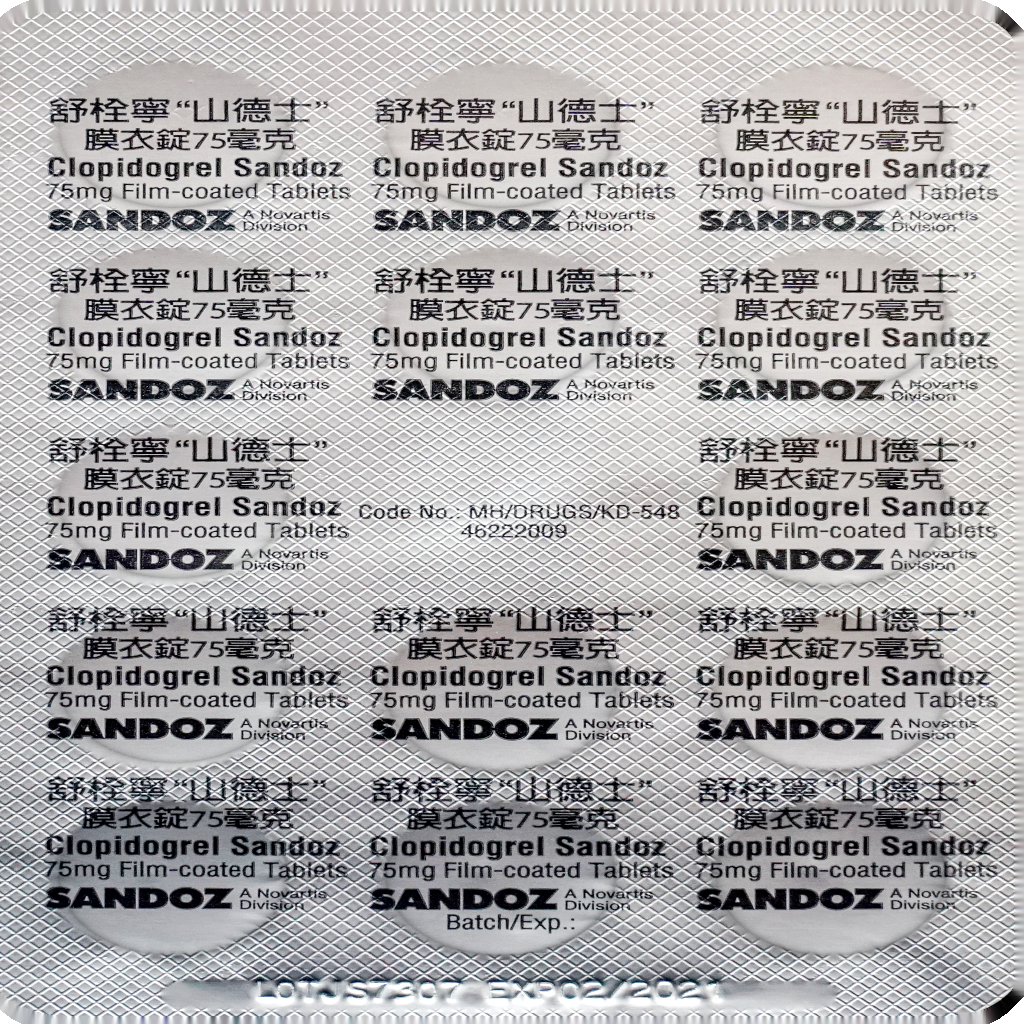 舒栓寧“山德士” 舒栓寧“山德士” 舒栓寧“山德士”
膜衣錠75毫克 膜衣錠75毫克 膜衣錠75毫克
Clopidogrel Sandoz Clopidogrel Sandoz Clopidogrel Sandoz
75mg Film-coated Tablets 75mg Film-coated Tablets 75mg Film-coated Tablets
SANDOZ A Novartis Division SANDOZ A Novartis Division SANDOZ A Novartis Division
舒栓寧“山德士” 舒栓寧“山德士” 舒栓寧“山德士”
膜衣錠75毫克 膜衣錠75毫克 膜衣錠75毫克
Clopidogrel Sandoz Clopidogrel Sandoz Clopidogrel Sandoz
75mg Film-coated Tablets 75mg Film-coated Tablets 75mg Film-coated Tablets
SANDOZ A Novartis Division SANDOZ A Novartis Division SANDOZ A Novartis Division
舒栓寧“山德士” 舒栓寧“山德士”
膜衣錠75毫克 膜衣錠75毫克
Clopidogrel Sandoz Code No.: MH/DRUGS/KD-548 Clopidogrel Sandoz
75mg Film-coated Tablets 46222009 75mg Film-coated Tablets
SANDOZ A Novartis Division SANDOZ A Novartis Division
舒栓寧“山德士” 舒栓寧“山德士” 舒栓寧“山德士”
膜衣錠75毫克 膜衣錠75毫克 膜衣錠75毫克
Clopidogrel Sandoz Clopidogrel Sandoz Clopidogrel Sandoz
75mg Film-coated Tablets 75mg Film-coated Tablets 75mg Film-coated Tablets
SANDOZ A Novartis Division SANDOZ A Novartis Division SANDOZ A Novartis Division
舒栓寧“山德士” 舒栓寧“山德士” 舒栓寧“山德士”
膜衣錠75毫克 膜衣錠75毫克 膜衣錠75毫克
Clopidogrel Sandoz Clopidogrel Sandoz Clopidogrel Sandoz
75mg Film-coated Tablets 75mg Film-coated Tablets 75mg Film-coated Tablets
SANDOZ A Novartis Division SANDOZ A Novartis Division SANDOZ A Novartis Division
Batch/Exp.:
LOTJS7307 EXP02/2021